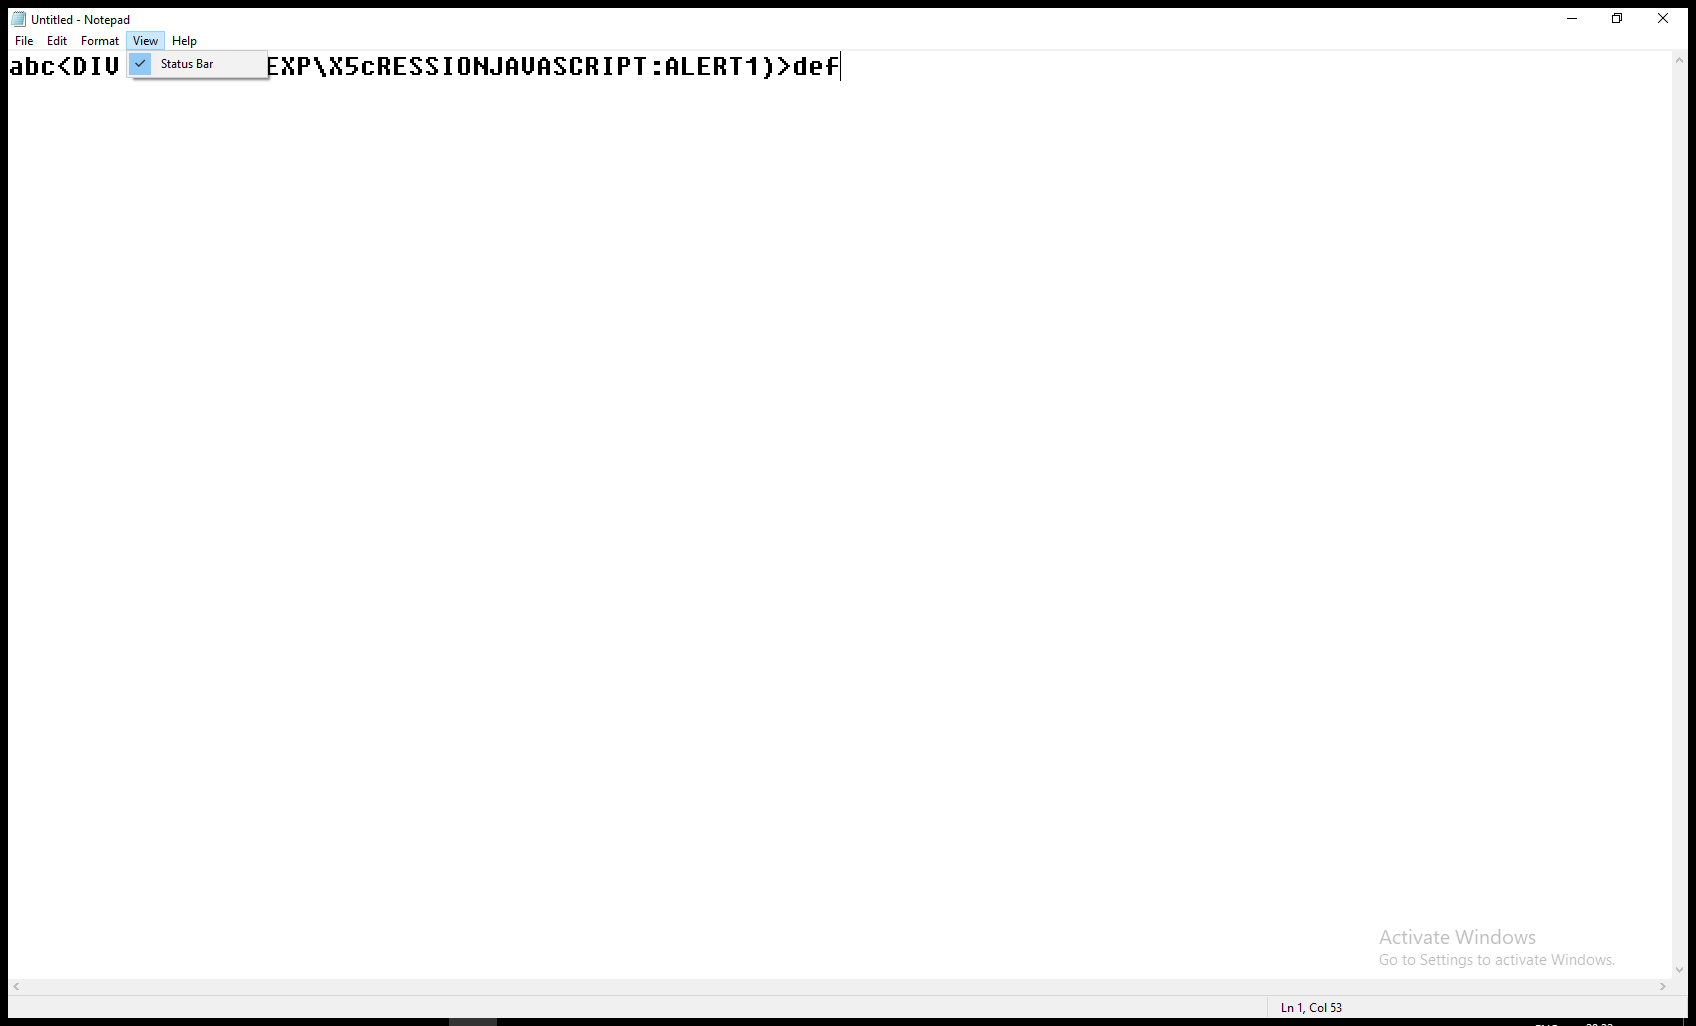 Untitled - Notepad
File Edit Format View Help
Status Bar
abc<DIV EXP\X5cRESSIONJAVASCRIPT:ALERT1)>def
Activate Windows
Go to Settings to activate Windows.
Ln 1, Col 53